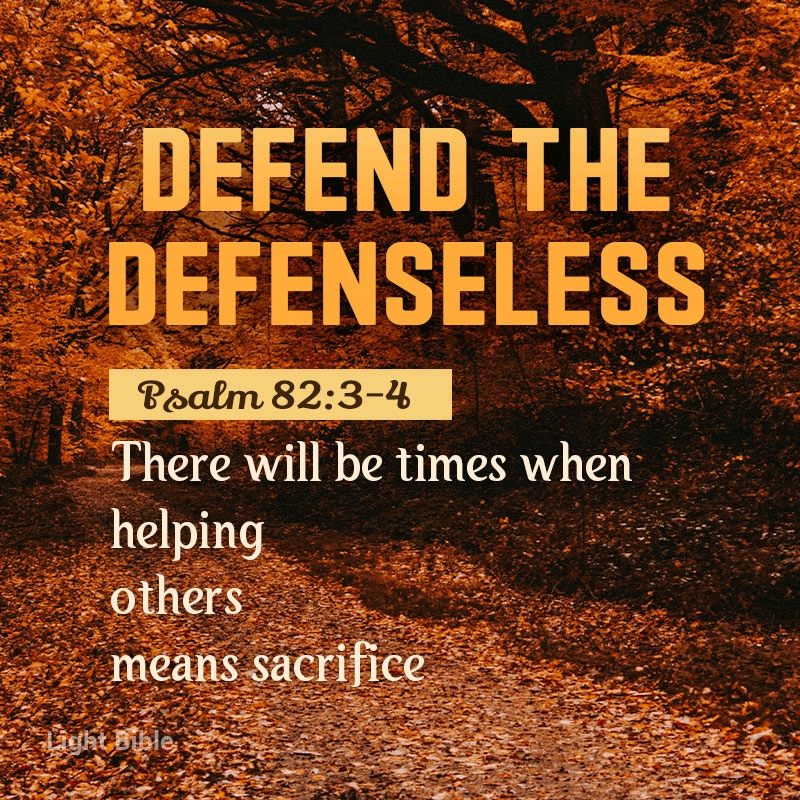 DEFEND THE
DEFENSELESS
Psalm 82:3-4
There will be times when
helping
others
means sacrifice
Light Bible